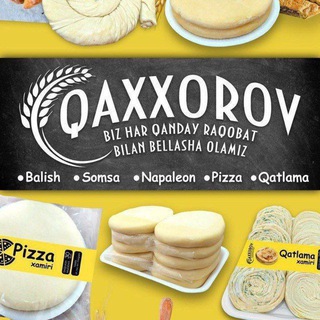 QAXXOROV
BIZ HAR QANDAY RAQOBAT
BILAN BELLASHA OLAMIZ
•Balish •Somsa •Napaleon •Pizza •Qatlama
Pizza
xamiri
Qatlama
xamiri